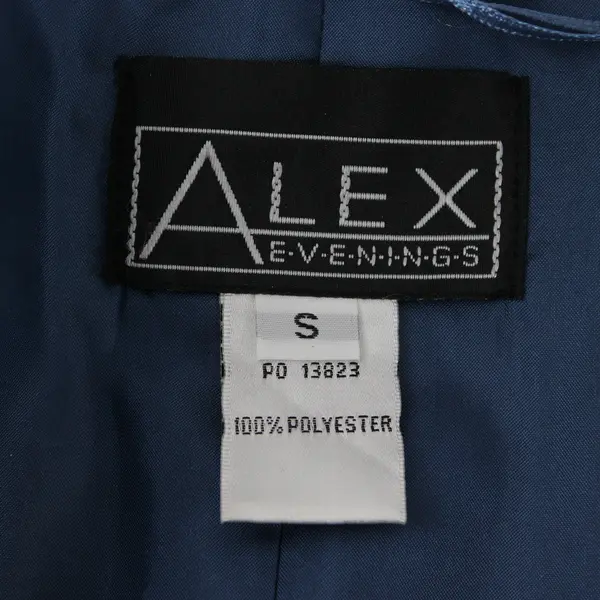 ALEX
E·V·E·N·I·N·G·S
S
PO 13823
100% POLYESTER